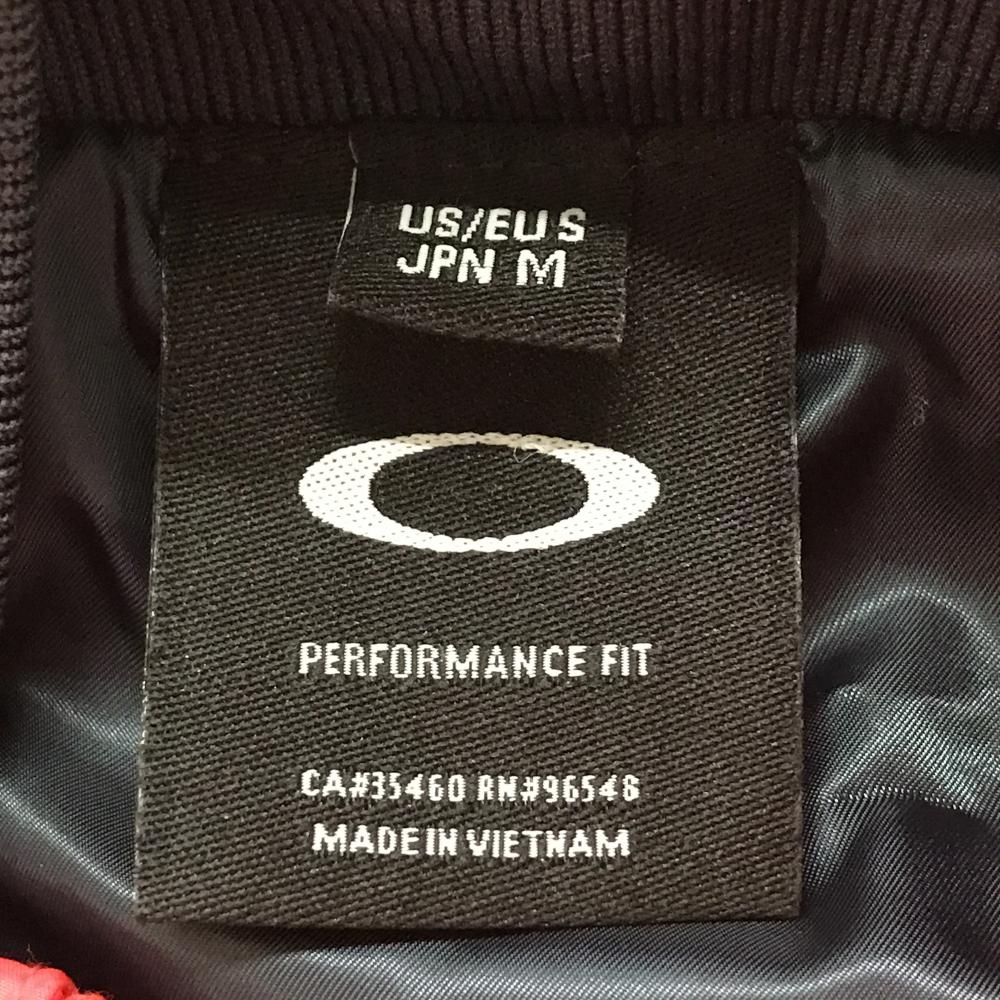 US/EU S
JPN M
PERFORMANCE FIT
CA#35460 RN#96548
MADE IN VIETNAM